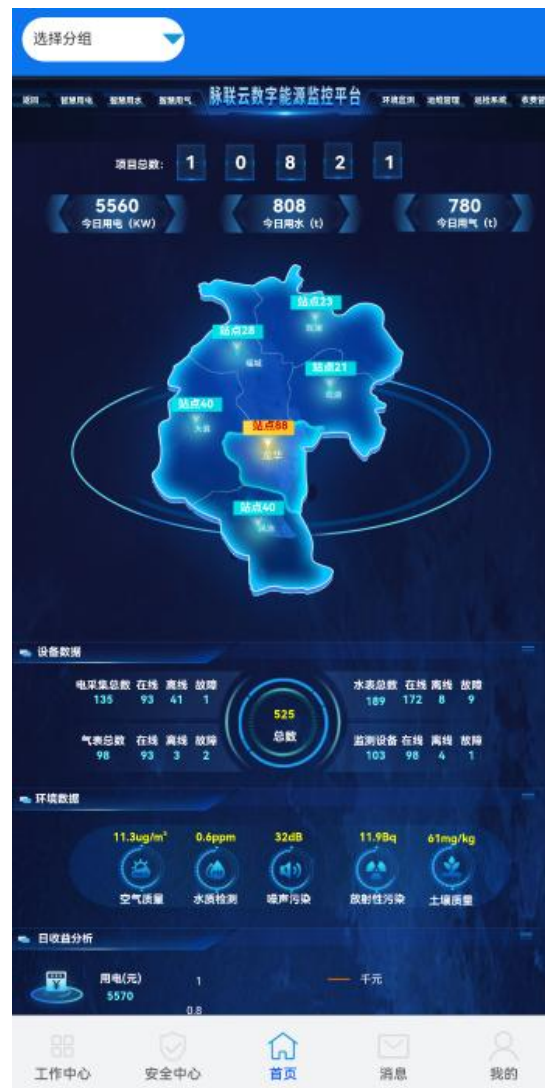 选择分组
返回 智慧用电 智慧用水 智慧用气 脉联云数字能源监控平台 环境监测 地暖管理 巡检系统
项目总数: 1 0 8 2 1
5560 808 780
今日用电 (KW) 今日用水 (t) 今日用气 (t)
站点23
站点28
福城
站点21
站点40
大浪
站点88
龙华
站点40
设备数据
电采集总数 在线 离线 故障
135 93 41 1
水表总数 在线 离线 故障
189 172 8 9
525
总数
气表总数 在线 离线 故障
98 93 3 2
监测设备 在线 离线 故障
103 98 4 1
环境数据
11.3ug/m³ 0.6ppm 32dB 11.9Bq 61mg/kg
空气质量 水质检测 噪声污染 放射性污染 土壤质量
日收益分析
用电(元) 1 千元
5570
0.8
工作中心 安全中心 首页 消息 我的